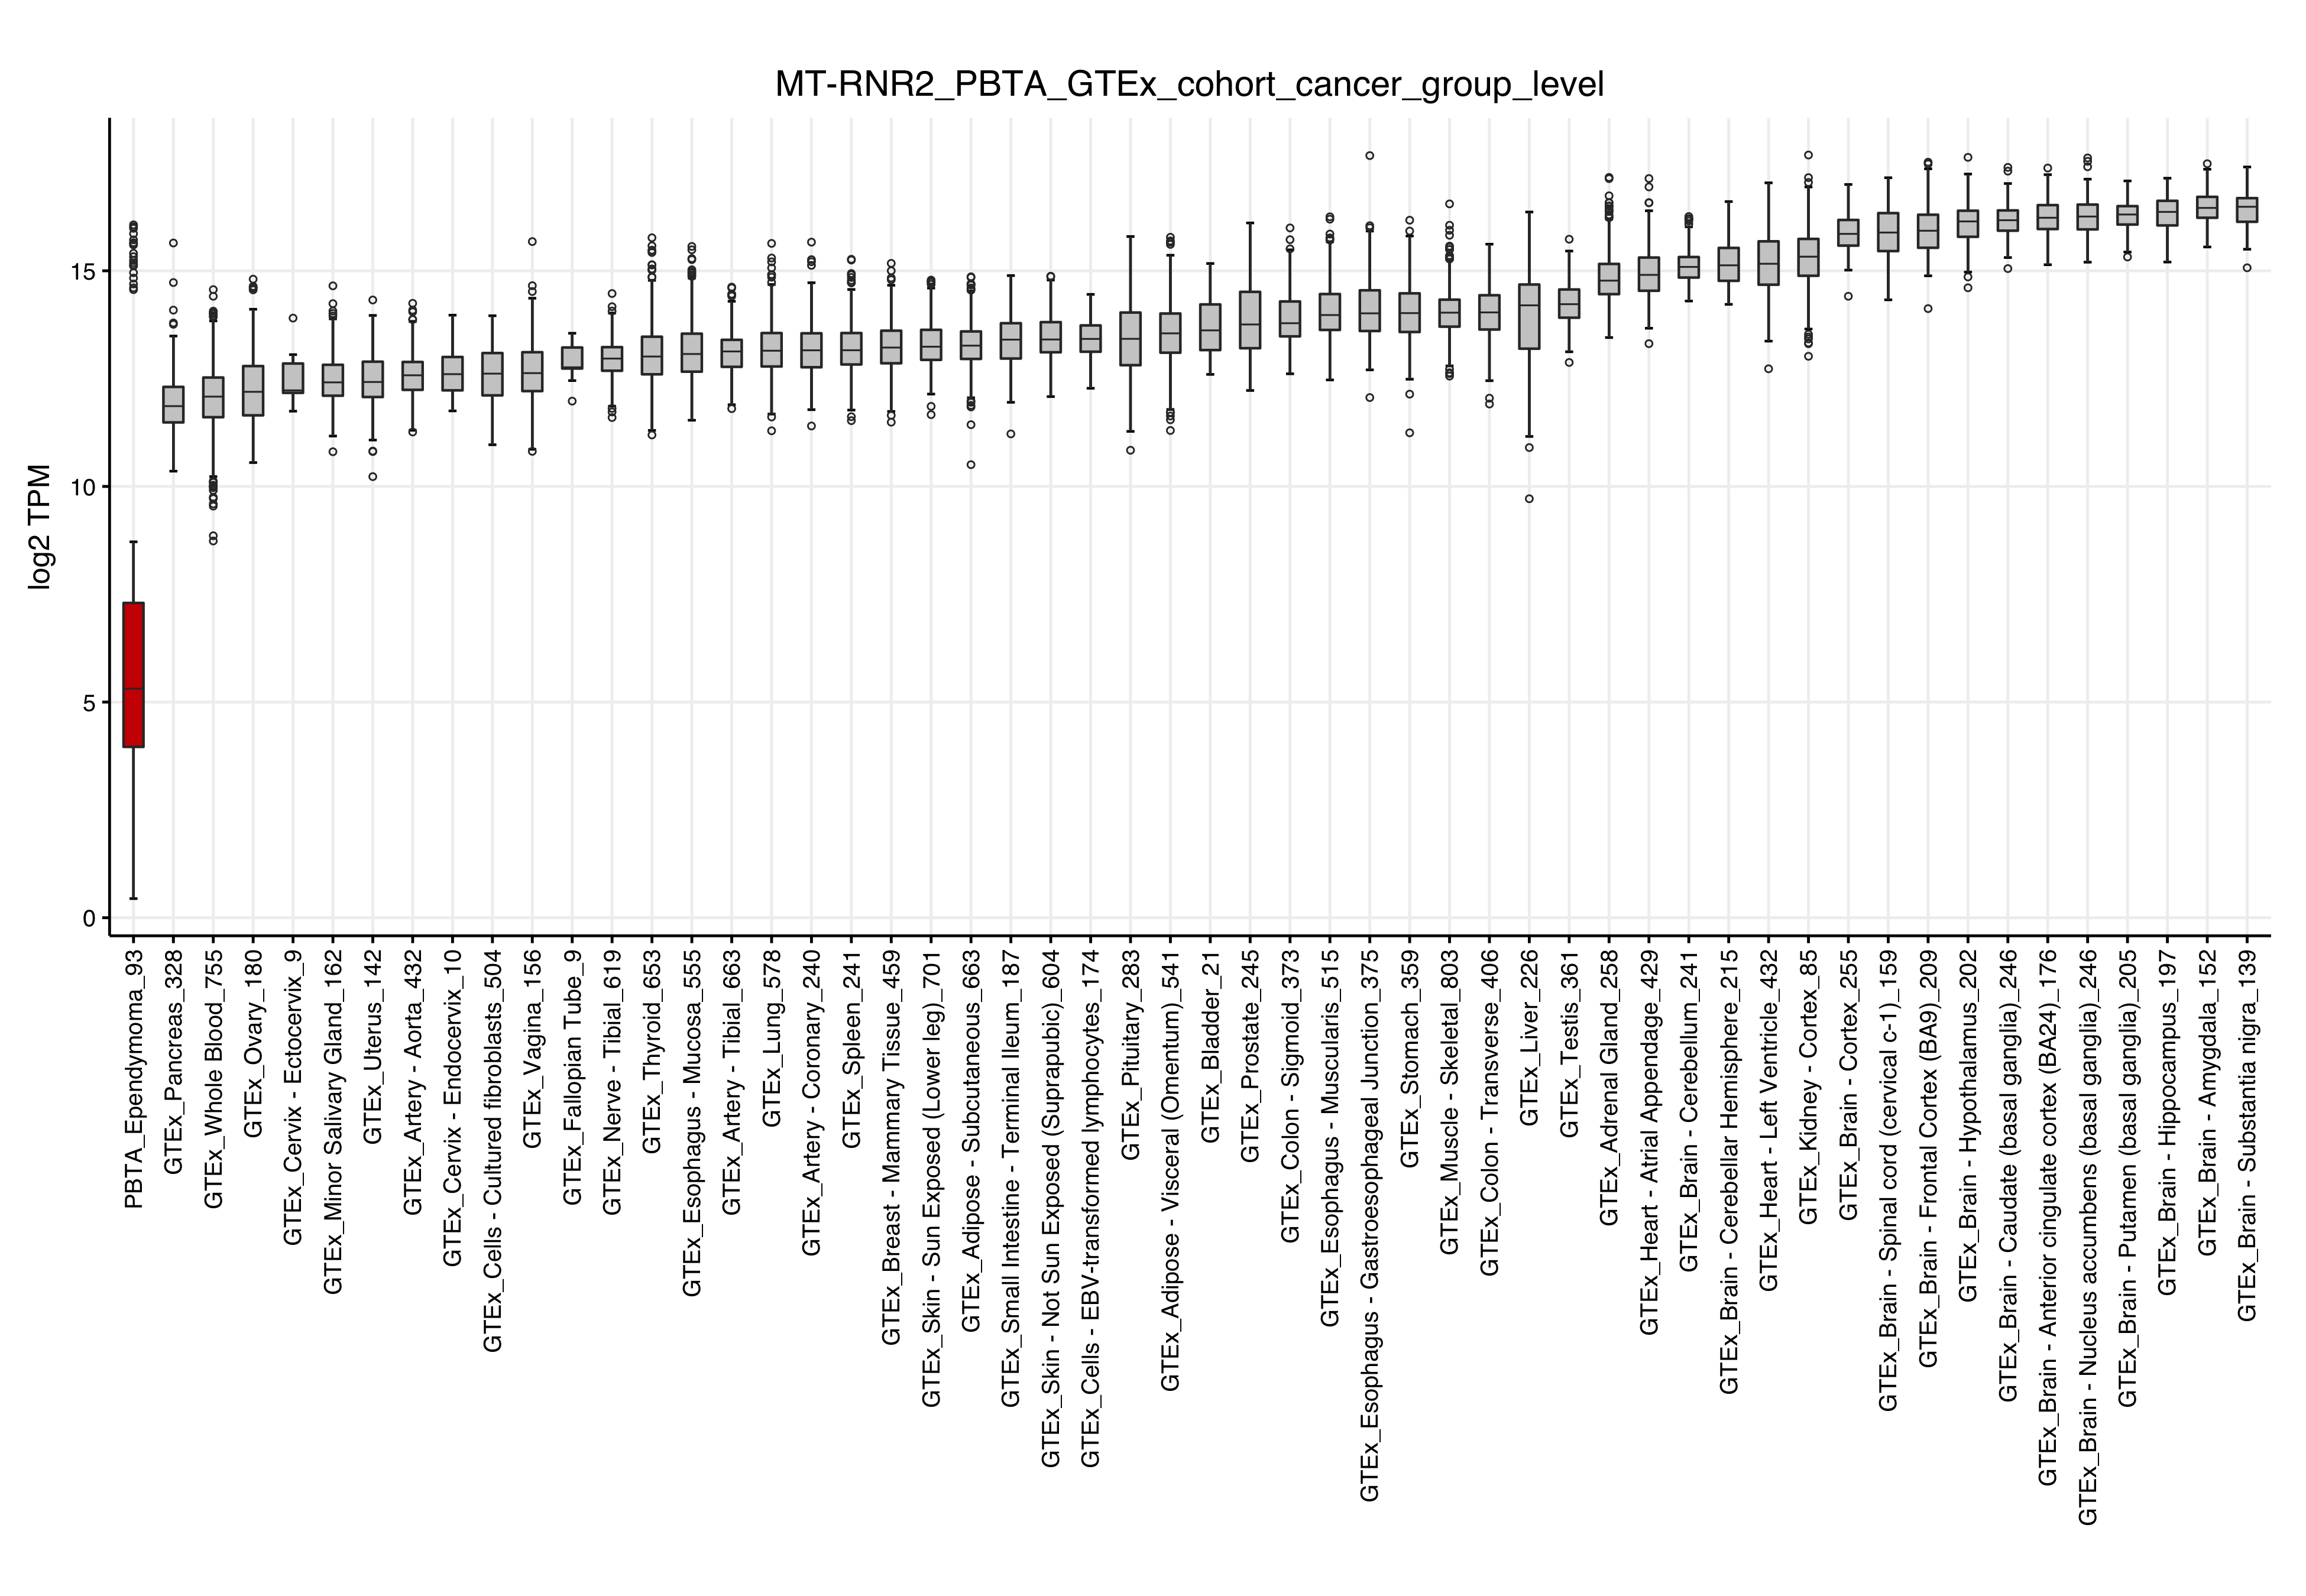 MT-RNR2_PBTA_GTEx_cohort_cancer_group_level
log2 TPM
15
10
5
0
PBTA_Ependymoma_93
GTEx_Pancreas_328
GTEx_Whole Blood_755
GTEx_Ovary_180
GTEx_Cervix - Ectocervix_9
GTEx_Minor Salivary Gland_162
GTEx_Uterus_142
GTEx_Artery - Aorta_432
GTEx_Cervix - Endocervix_10
GTEx_Cells - Cultured fibroblasts_504
GTEx_Vagina_156
GTEx_Fallopian Tube_9
GTEx_Nerve - Tibial_619
GTEx_Thyroid_653
GTEx_Esophagus - Mucosa_555
GTEx_Artery - Tibial_663
GTEx_Lung_578
GTEx_Artery - Coronary_240
GTEx_Spleen_241
GTEx_Breast - Mammary Tissue_459
GTEx_Skin - Sun Exposed (Lower leg)_701
GTEx_Adipose - Subcutaneous_663
GTEx_Small Intestine - Terminal Ileum_187
GTEx_Skin - Not Sun Exposed (Suprapubic)_604
GTEx_Cells - EBV-transformed lymphocytes_174
GTEx_Pituitary_283
GTEx_Adipose - Visceral (Omentum)_541
GTEx_Bladder_21
GTEx_Prostate_245
GTEx_Colon - Sigmoid_373
GTEx_Esophagus - Muscularis_515
GTEx_Esophagus - Gastroesophageal Junction_375
GTEx_Stomach_359
GTEx_Muscle - Skeletal_803
GTEx_Colon - Transverse_406
GTEx_Liver_226
GTEx_Testis_361
GTEx_Adrenal Gland_258
GTEx_Heart - Atrial Appendage_429
GTEx_Brain - Cerebellum_241
GTEx_Brain - Cerebellar Hemisphere_215
GTEx_Heart - Left Ventricle_432
GTEx_Kidney - Cortex_85
GTEx_Brain - Cortex_255
GTEx_Brain - Spinal cord (cervical c-1)_159
GTEx_Brain - Frontal Cortex (BA9)_209
GTEx_Brain - Hypothalamus_202
GTEx_Brain - Caudate (basal ganglia)_246
GTEx_Brain - Anterior cingulate cortex (BA24)_176
GTEx_Brain - Nucleus accumbens (basal ganglia)_246
GTEx_Brain - Putamen (basal ganglia)_205
GTEx_Brain - Hippocampus_197
GTEx_Brain - Amygdala_152
GTEx_Brain - Substantia nigra_139